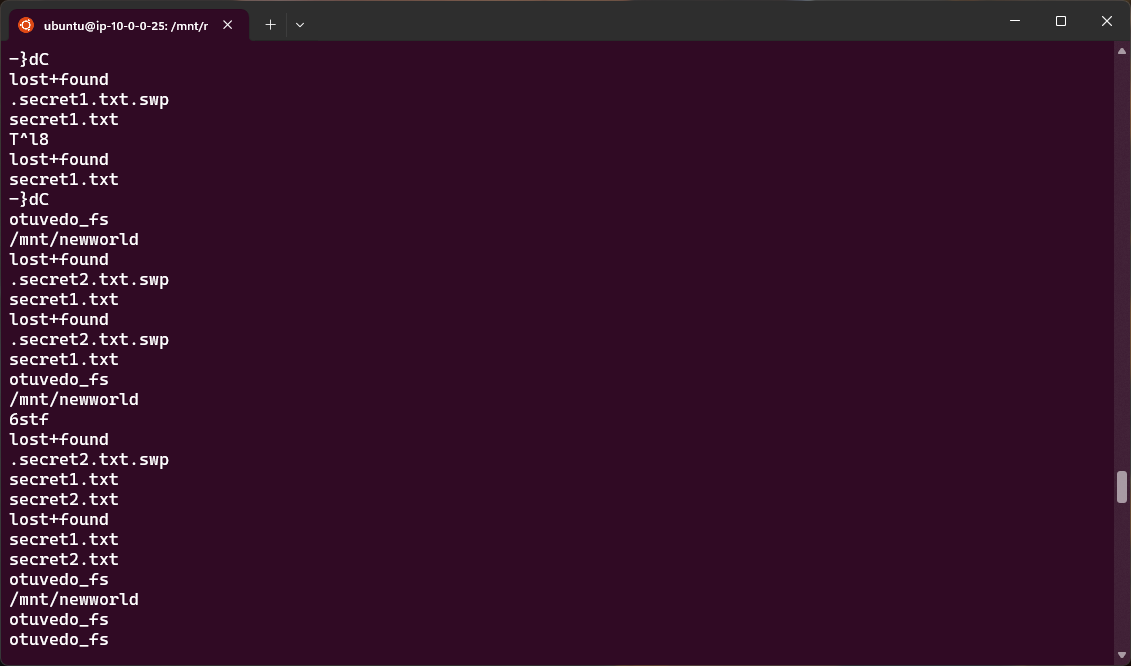 ubuntu@ip-10-0-0-25: /mnt/r
-}dC
lost+found
.secret1.txt.swp
secret1.txt
T^l8
lost+found
secret1.txt
-}dC
otuvedo_fs
/mnt/newworld
lost+found
.secret2.txt.swp
secret1.txt
lost+found
.secret2.txt.swp
secret1.txt
otuvedo_fs
/mnt/newworld
6stf
lost+found
.secret2.txt.swp
secret1.txt
secret2.txt
lost+found
secret1.txt
secret2.txt
otuvedo_fs
/mnt/newworld
otuvedo_fs
otuvedo_fs